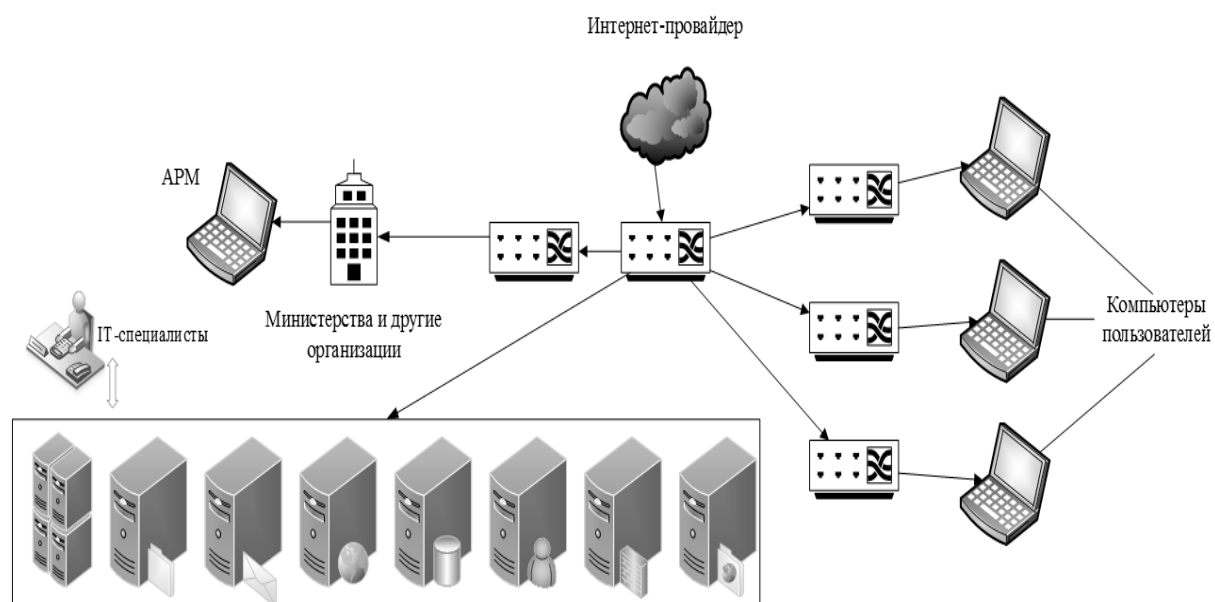 Интернет-провайдер
АРМ
IT-специалисты
Министерства и другие
организации
Компьютеры
пользователей